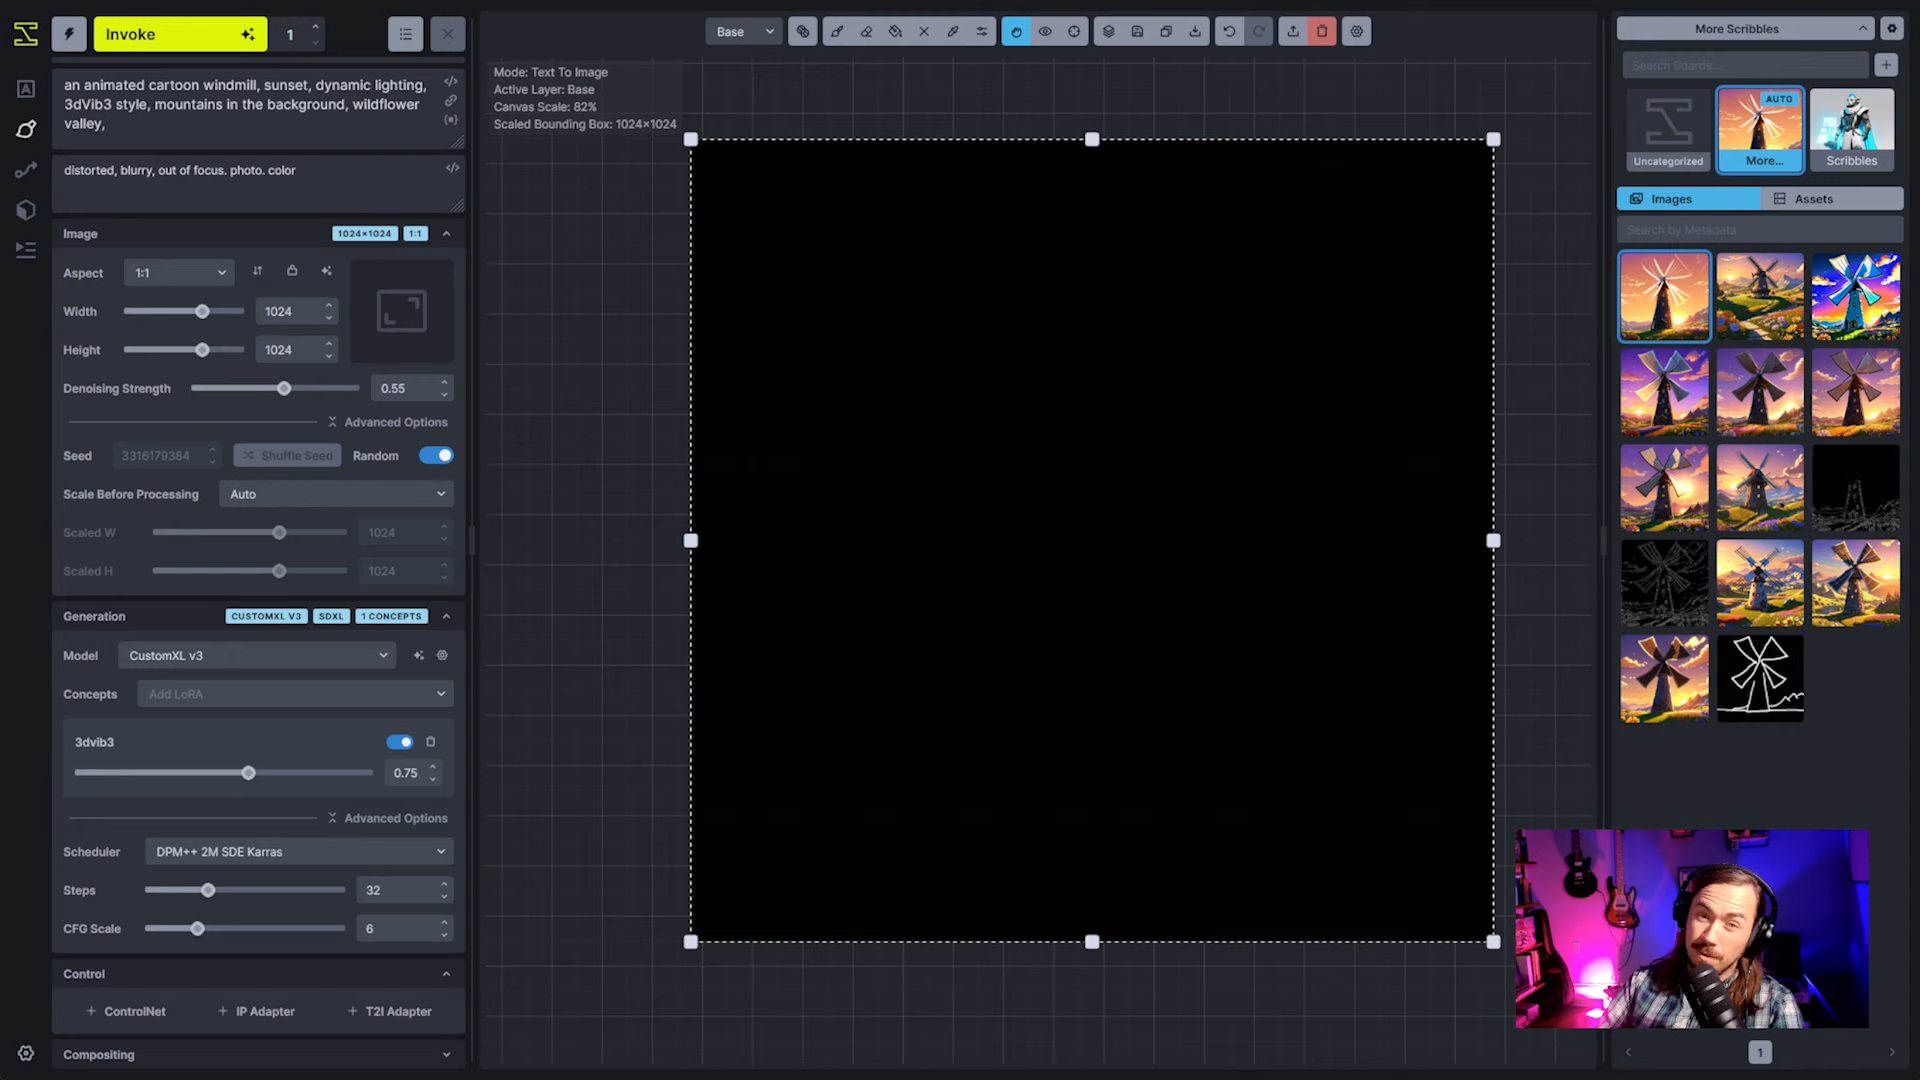 Invoke
1
an animated cartoon windmill, sunset, dynamic lighting,
3dVib3 style, mountains in the background, wildflower
valley,
distorted, blurry, out of focus. photo. color
Image
1024×1024
1:1
Aspect
1:1
Width
1024
Height
1024
Denoising Strength
0.55
Advanced Options
Seed
3316179384
Shuffle Seed
Random
Scale Before Processing
Auto
Scaled W
1024
Scaled H
1024
Generation
CUSTOMXL V3
SDXL
1 CONCEPTS
Model
CustomXL v3
Concepts
Add LoRA
3dvib3
0.75
Advanced Options
Scheduler
DPM++ 2M SDE Karras
Steps
32
CFG Scale
6
Control
+ ControlNet
+ IP Adapter
+ T2I Adapter
Compositing
Base
Mode: Text To Image
Active Layer: Base
Canvas Scale: 82%
Scaled Bounding Box: 1024×1024
More Scribbles
Search Boards...
Uncategorized
AUTO
More...
Scribbles
Images
Assets
Search by Metadata
1